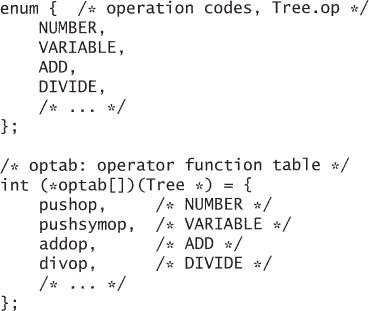 enum {  /* operation codes, Tree.op */
    NUMBER,
    VARIABLE,
    ADD,
    DIVIDE,
    /* ... */
};

/* optab: operator function table */
int (*optab[])(Tree *) = {
    pushop,     /* NUMBER */
    pushsymop,  /* VARIABLE */
    addop,      /* ADD */
    divop,      /* DIVIDE */
    /* ... */
};